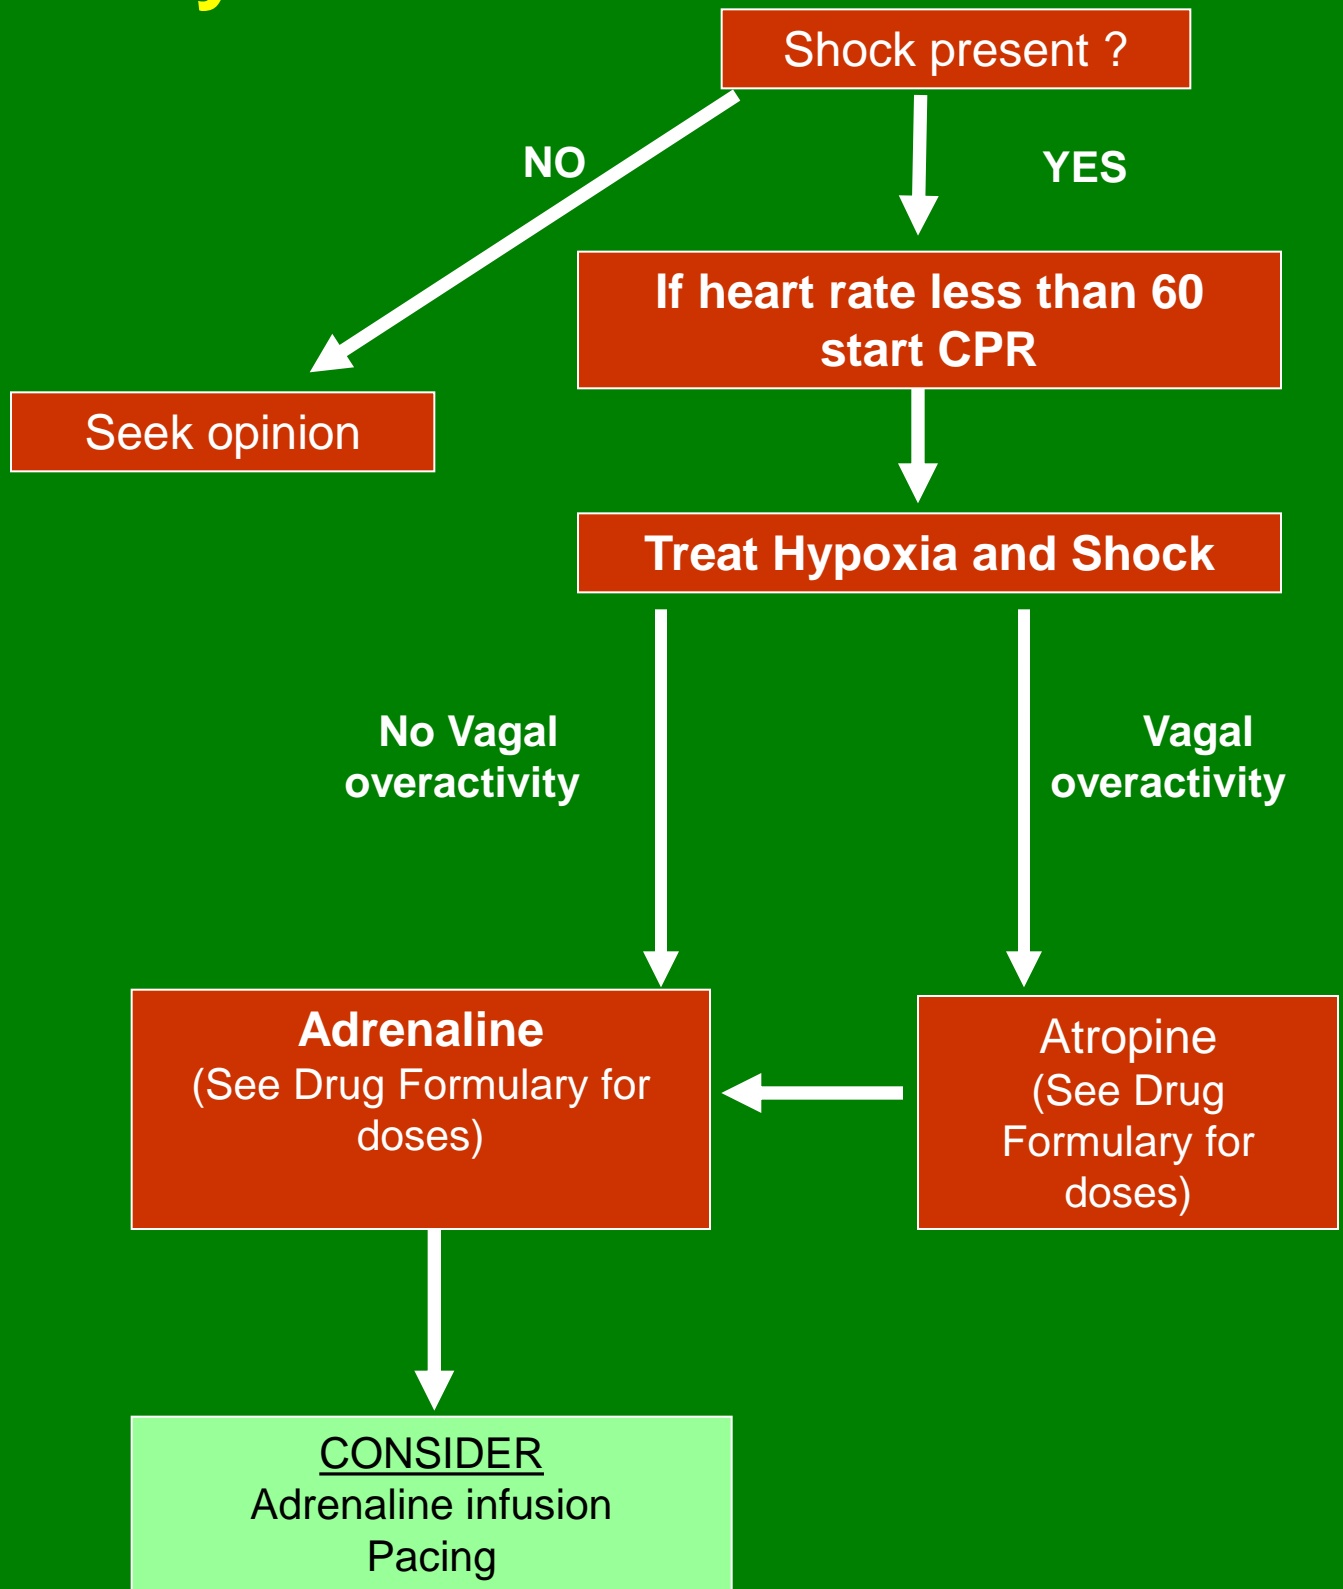 Shock present ?
NO
YES
If heart rate less than 60
start CPR
Seek opinion
Treat Hypoxia and Shock
No Vagal
overactivity
Vagal
overactivity
Adrenaline
(See Drug Formulary for
doses)
Atropine
(See Drug
Formulary for
doses)
CONSIDER
Adrenaline infusion
Pacing